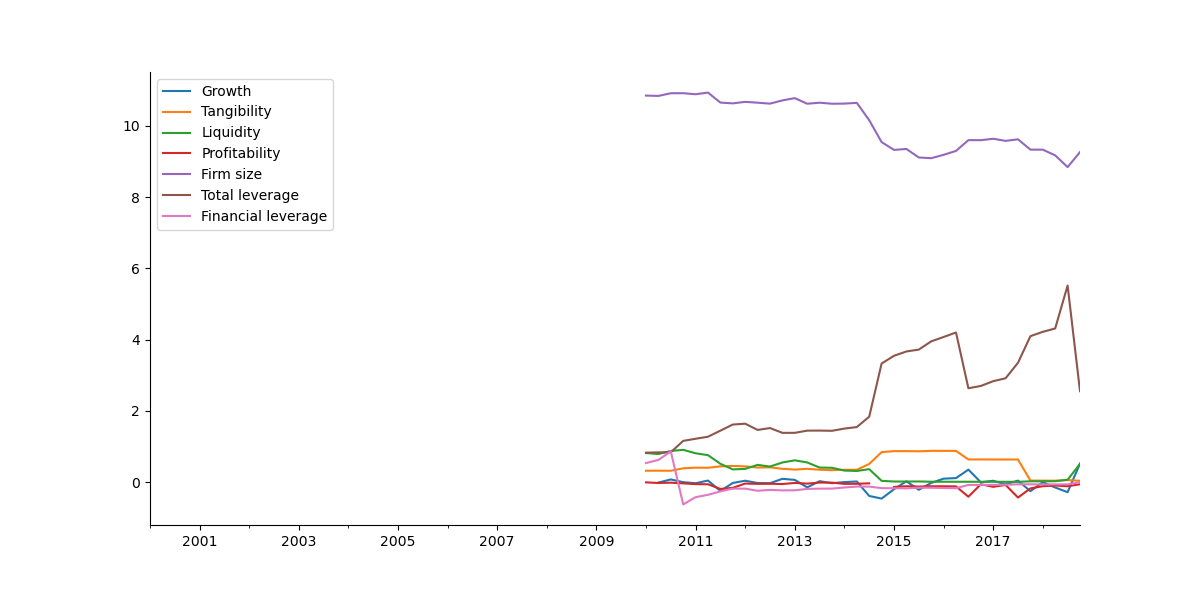 Growth
Tangibility
Liquidity
Profitability
Firm size
Total leverage
Financial leverage
10
8
6
4
2
0
2001 2003 2005 2007 2009 2011 2013 2015 2017